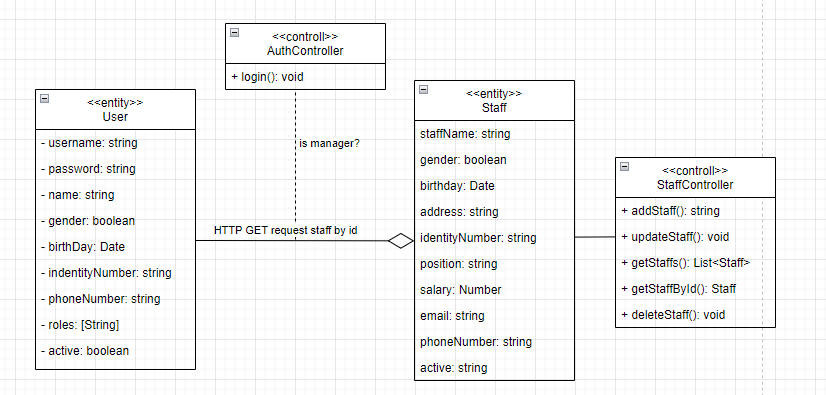 <<controll>>
AuthController
+ login(): void
is manager?
<<entity>>
User
- username: string
- password: string
- name: string
- gender: boolean
- birthDay: Date
- indentityNumber: string
- phoneNumber: string
- roles: [String]
- active: boolean
HTTP GET request staff by id
<<entity>>
Staff
staffName: string
gender: boolean
birthday: Date
address: string
identityNumber: string
position: string
salary: Number
email: string
phoneNumber: string
active: string
<<controll>>
StaffController
+ addStaff(): string
+ updateStaff(): void
+ getStaffs(): List<Staff>
+ getStaffById(): Staff
+ deleteStaff(): void